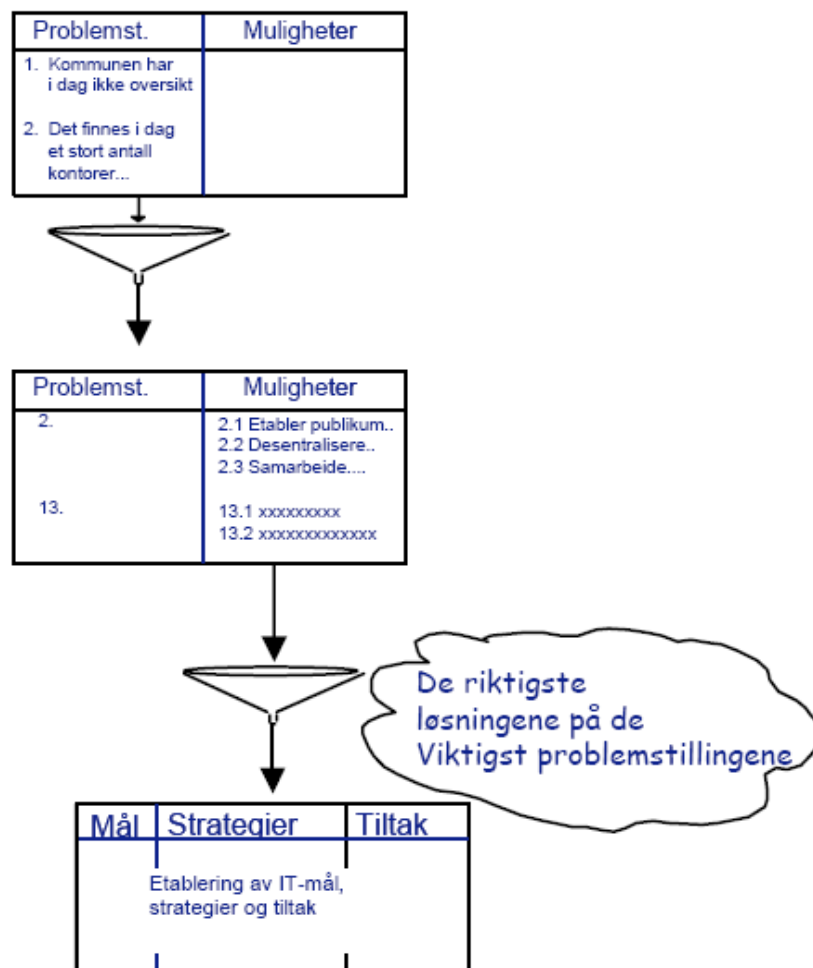 Problemst. Muligheter
1. Kommunen har
i dag ikke oversikt
2. Det finnes i dag
et stort antall
kontorer...
Problemst. Muligheter
2. 2.1 Etabler publikum..
2.2 Desentralisere..
2.3 Samarbeide....
13. 13.1 xxxxxxxxx
13.2 xxxxxxxxxxxxx
De riktigste
løsningene på de
Viktigst problemstillingene
Mål Strategier Tiltak
Etablering av IT-mål,
strategier og tiltak